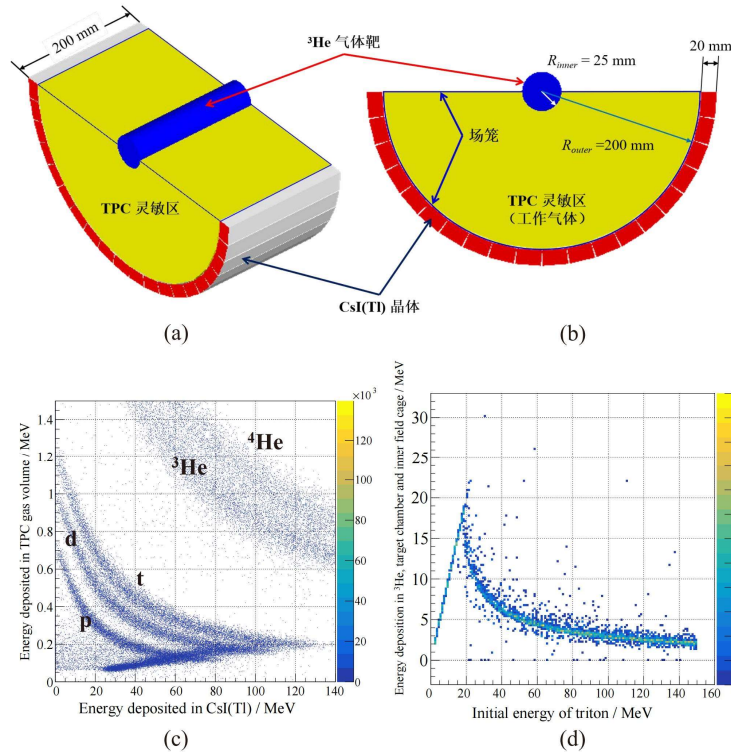 200 mm
³He 气体靶
TPC 灵敏区
CsI(Tl) 晶体
(a)
20 mm
R_inner = 25 mm
场笼
R_outer =200 mm
TPC 灵敏区
(工作气体)
(b)
Energy deposited in TPC gas volume / MeV
1.4
1.2
1
0.8
0.6
0.4
0.2
0
0 20 40 60 80 100 120 140
Energy deposited in CsI(Tl) / MeV
⁴He
³He
d
t
p
×10³
120
100
80
60
40
20
0
(c)
Energy deposition in ³He, target chamber and inner field cage / MeV
30
25
20
15
10
5
0
0 20 40 60 80 100 120 140 160
Initial energy of triton / MeV
(d)